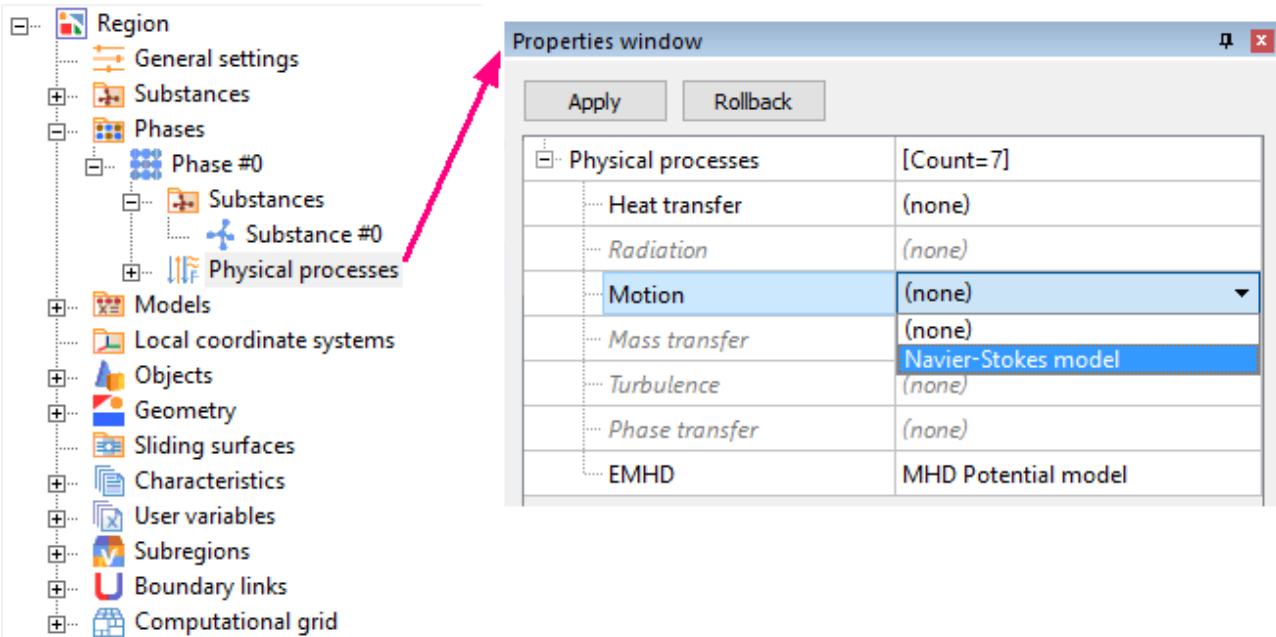 Region
General settings
Substances
Phases
Phase #0
Substances
Substance #0
Physical processes
Models
Local coordinate systems
Objects
Geometry
Sliding surfaces
Characteristics
User variables
Subregions
Boundary links
Computational grid
Properties window
Apply Rollback
Physical processes [Count=7]
Heat transfer (none)
Radiation (none)
Motion (none)
(none)
Mass transfer
Navier-Stokes model
Turbulence (none)
Phase transfer (none)
EMHD MHD Potential model